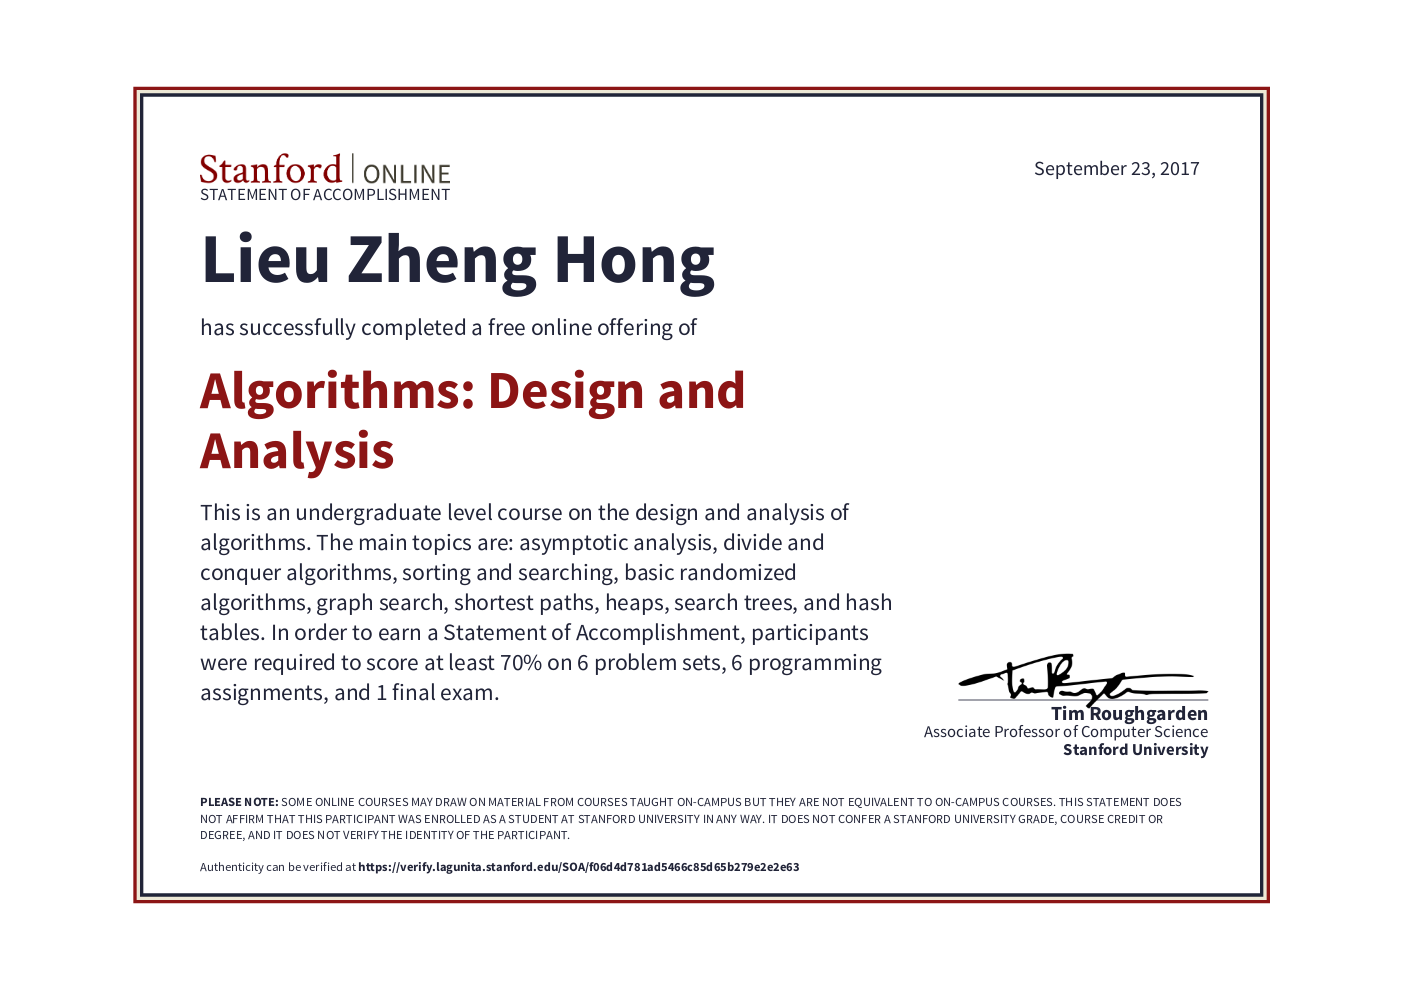 Stanford | ONLINE
STATEMENT OF ACCOMPLISHMENT
September 23, 2017
Lieu Zheng Hong
has successfully completed a free online offering of
Algorithms: Design and
Analysis
This is an undergraduate level course on the design and analysis of
algorithms. The main topics are: asymptotic analysis, divide and
conquer algorithms, sorting and searching, basic randomized
algorithms, graph search, shortest paths, heaps, search trees, and hash
tables. In order to earn a Statement of Accomplishment, participants
were required to score at least 70% on 6 problem sets, 6 programming
assignments, and 1 final exam.
Tim Roughgarden
Associate Professor of Computer Science
Stanford University
PLEASE NOTE: SOME ONLINE COURSES MAY DRAW ON MATERIAL FROM COURSES TAUGHT ON-CAMPUS BUT THEY ARE NOT EQUIVALENT TO ON-CAMPUS COURSES. THIS STATEMENT DOES
NOT AFFIRM THAT THIS PARTICIPANT WAS ENROLLED AS A STUDENT AT STANFORD UNIVERSITY IN ANY WAY. IT DOES NOT CONFER A STANFORD UNIVERSITY GRADE, COURSE CREDIT OR
DEGREE, AND IT DOES NOT VERIFY THE IDENTITY OF THE PARTICIPANT.
Authenticity can be verified at https://verify.lagunita.stanford.edu/SOA/f06d4d781ad5466c85d65b279e2e2e63